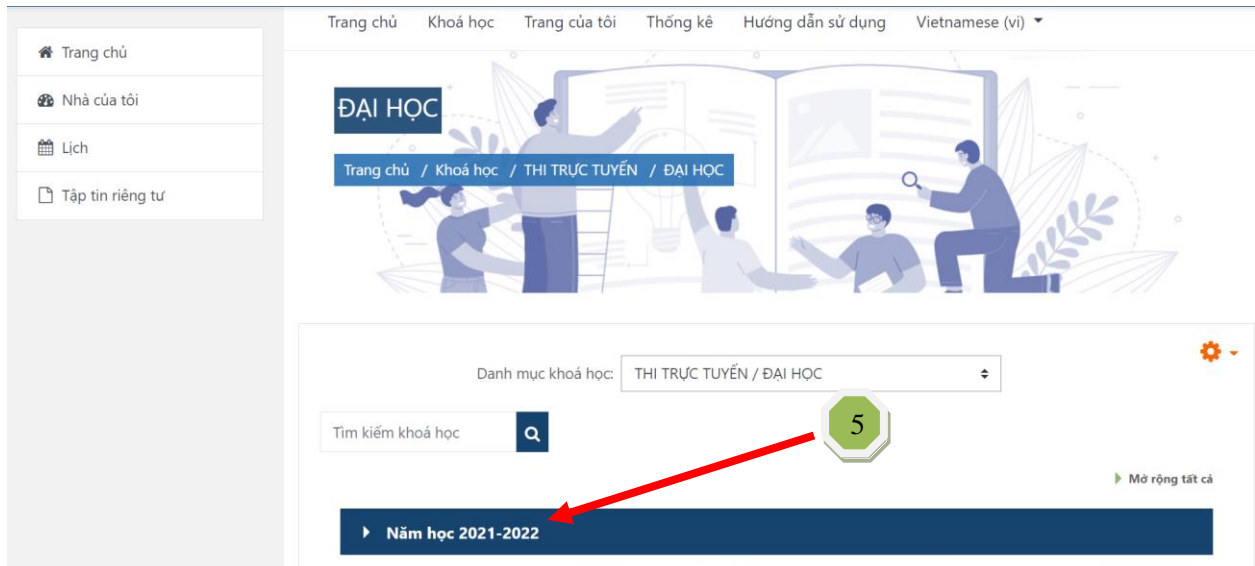 Trang chủ Khoá học Trang của tôi Thống kê Hướng dẫn sử dụng Vietnamese (vi)
Trang chủ
Nhà của tôi
Lịch
Tập tin riêng tư
ĐẠI HỌC
Trang chủ / Khoá học / THI TRỰC TUYẾN / ĐẠI HỌC
Danh mục khoá học: THI TRỰC TUYẾN / ĐẠI HỌC
Tìm kiếm khoá học
5
Mở rộng tất cả
Năm học 2021-2022